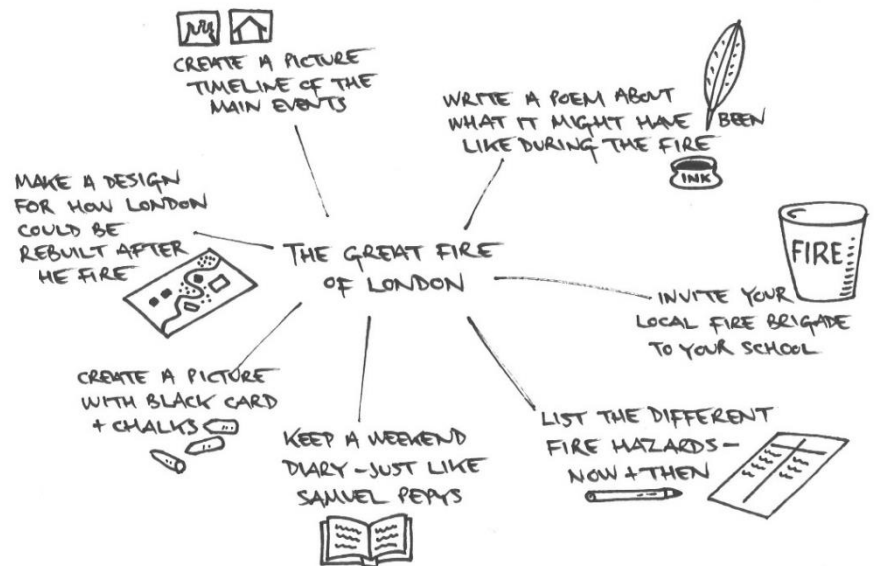 CREATE A PICTURE
TIMELINE OF THE
MAIN EVENTS
WRITE A POEM ABOUT
WHAT IT MIGHT HAVE BEEN
LIKE DURING THE FIRE
INK
MAKE A DESIGN
FOR HOW LONDON
COULD BE
REBUILT AFTER
HE FIRE
THE GREAT FIRE
OF LONDON
FIRE
INVITE YOUR
LOCAL FIRE BRIGADE
TO YOUR SCHOOL
CREATE A PICTURE
WITH BLACK CARD
+ CHALKS
KEEP A WEEKEND
DIARY - JUST LIKE
SAMUEL PEPYS
LIST THE DIFFERENT
FIRE HAZARDS -
NOW + THEN